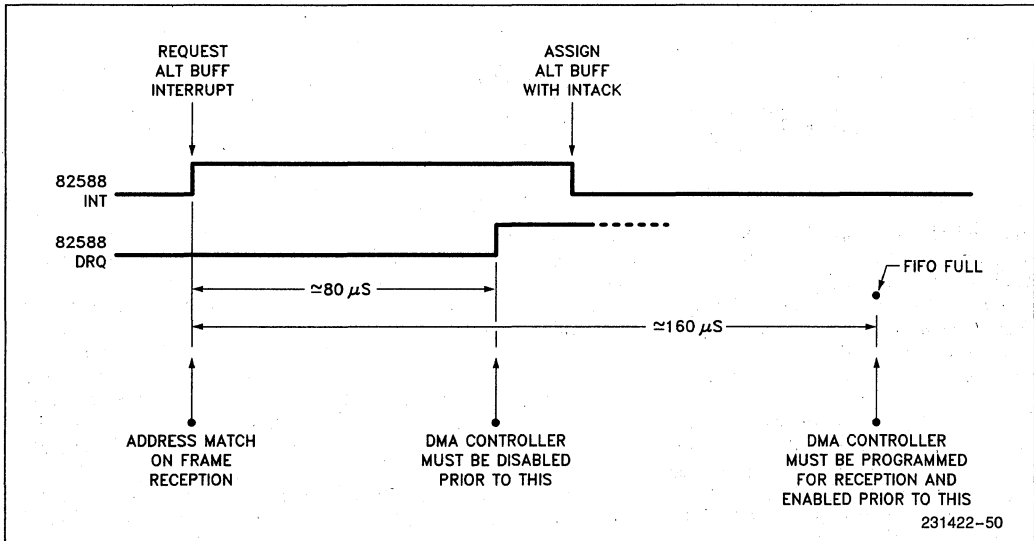 REQUEST
ALT BUFF
INTERRUPT
ASSIGN
ALT BUFF
WITH INTACK
82588
INT
82588
DRQ
FIFO FULL
≃80 μS
≃160 μS
ADDRESS MATCH
ON FRAME
RECEPTION
DMA CONTROLLER
MUST BE DISABLED
PRIOR TO THIS
DMA CONTROLLER
MUST BE PROGRAMMED
FOR RECEPTION AND
ENABLED PRIOR TO THIS
231422-50